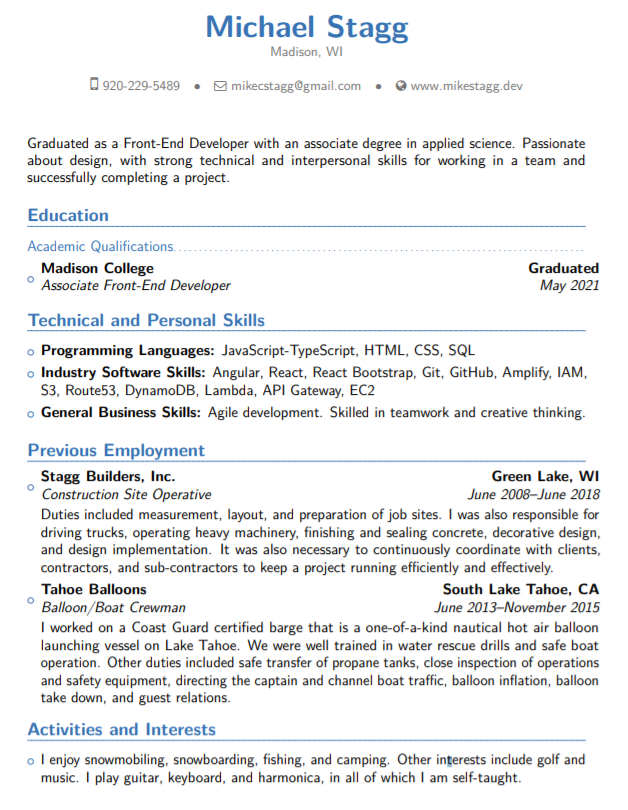 Michael Stagg
Madison, WI
920-229-5489 • mikecstagg@gmail.com • www.mikestagg.dev
Graduated as a Front-End Developer with an associate degree in applied science. Passionate
about design, with strong technical and interpersonal skills for working in a team and
successfully completing a project.
Education
Academic Qualifications
Madison College Graduated
Associate Front-End Developer May 2021
Technical and Personal Skills
Programming Languages: JavaScript-TypeScript, HTML, CSS, SQL
Industry Software Skills: Angular, React, React Bootstrap, Git, GitHub, Amplify, IAM,
S3, Route53, DynamoDB, Lambda, API Gateway, EC2
General Business Skills: Agile development. Skilled in teamwork and creative thinking.
Previous Employment
Stagg Builders, Inc. Green Lake, WI
Construction Site Operative June 2008–June 2018
Duties included measurement, layout, and preparation of job sites. I was also responsible for
driving trucks, operating heavy machinery, finishing and sealing concrete, decorative design,
and design implementation. It was also necessary to continuously coordinate with clients,
contractors, and sub-contractors to keep a project running efficiently and effectively.
Tahoe Balloons South Lake Tahoe, CA
Balloon/Boat Crewman June 2013–November 2015
I worked on a Coast Guard certified barge that is a one-of-a-kind nautical hot air balloon
launching vessel on Lake Tahoe. We were well trained in water rescue drills and safe boat
operation. Other duties included safe transfer of propane tanks, close inspection of operations
and safety equipment, directing the captain and channel boat traffic, balloon inflation, balloon
take down, and guest relations.
Activities and Interests
I enjoy snowmobiling, snowboarding, fishing, and camping. Other interests include golf and
music. I play guitar, keyboard, and harmonica, in all of which I am self-taught.